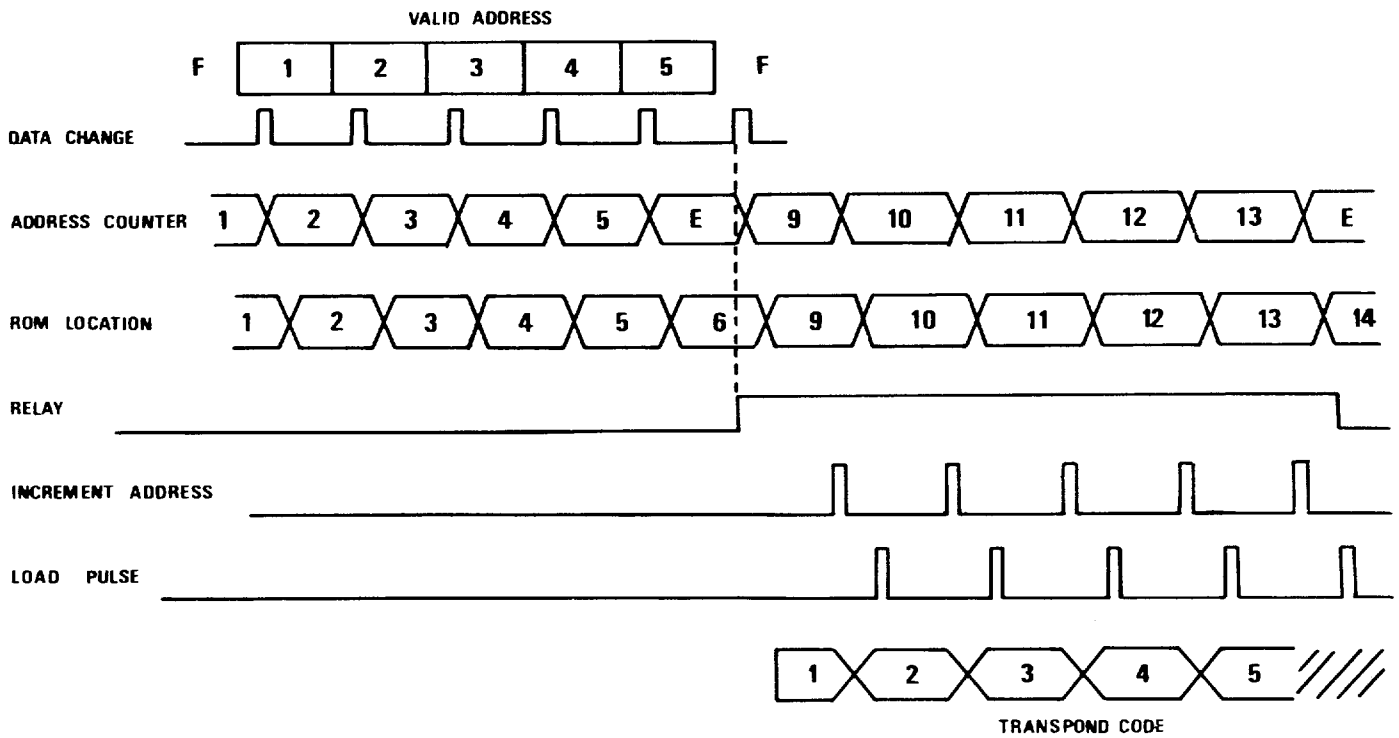 VALID ADDRESS
F 1 2 3 4 5 F
DATA CHANGE
ADDRESS COUNTER 1 2 3 4 5 E 9 10 11 12 13 E
ROM LOCATION 1 2 3 4 5 6 9 10 11 12 13 14
RELAY
INCREMENT ADDRESS
LOAD PULSE
1 2 3 4 5
TRANSPOND CODE